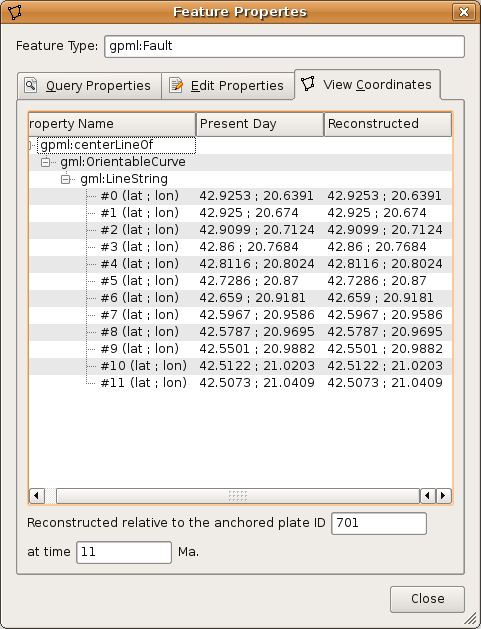 Feature Propertes
Feature Type: gpml:Fault
Query Properties Edit Properties View Coordinates
roperty Name Present Day Reconstructed
gpml:centerLineOf
gml:OrientableCurve
gml:LineString
#0 (lat ; lon) 42.9253 ; 20.6391 42.9253 ; 20.6391
#1 (lat ; lon) 42.925 ; 20.674 42.925 ; 20.674
#2 (lat ; lon) 42.9099 ; 20.7124 42.9099 ; 20.7124
#3 (lat ; lon) 42.86 ; 20.7684 42.86 ; 20.7684
#4 (lat ; lon) 42.8116 ; 20.8024 42.8116 ; 20.8024
#5 (lat ; lon) 42.7286 ; 20.87 42.7286 ; 20.87
#6 (lat ; lon) 42.659 ; 20.9181 42.659 ; 20.9181
#7 (lat ; lon) 42.5967 ; 20.9586 42.5967 ; 20.9586
#8 (lat ; lon) 42.5787 ; 20.9695 42.5787 ; 20.9695
#9 (lat ; lon) 42.5501 ; 20.9882 42.5501 ; 20.9882
#10 (lat ; lon) 42.5122 ; 21.0203 42.5122 ; 21.0203
#11 (lat ; lon) 42.5073 ; 21.0409 42.5073 ; 21.0409
Reconstructed relative to the anchored plate ID 701
at time 11 Ma.
Close